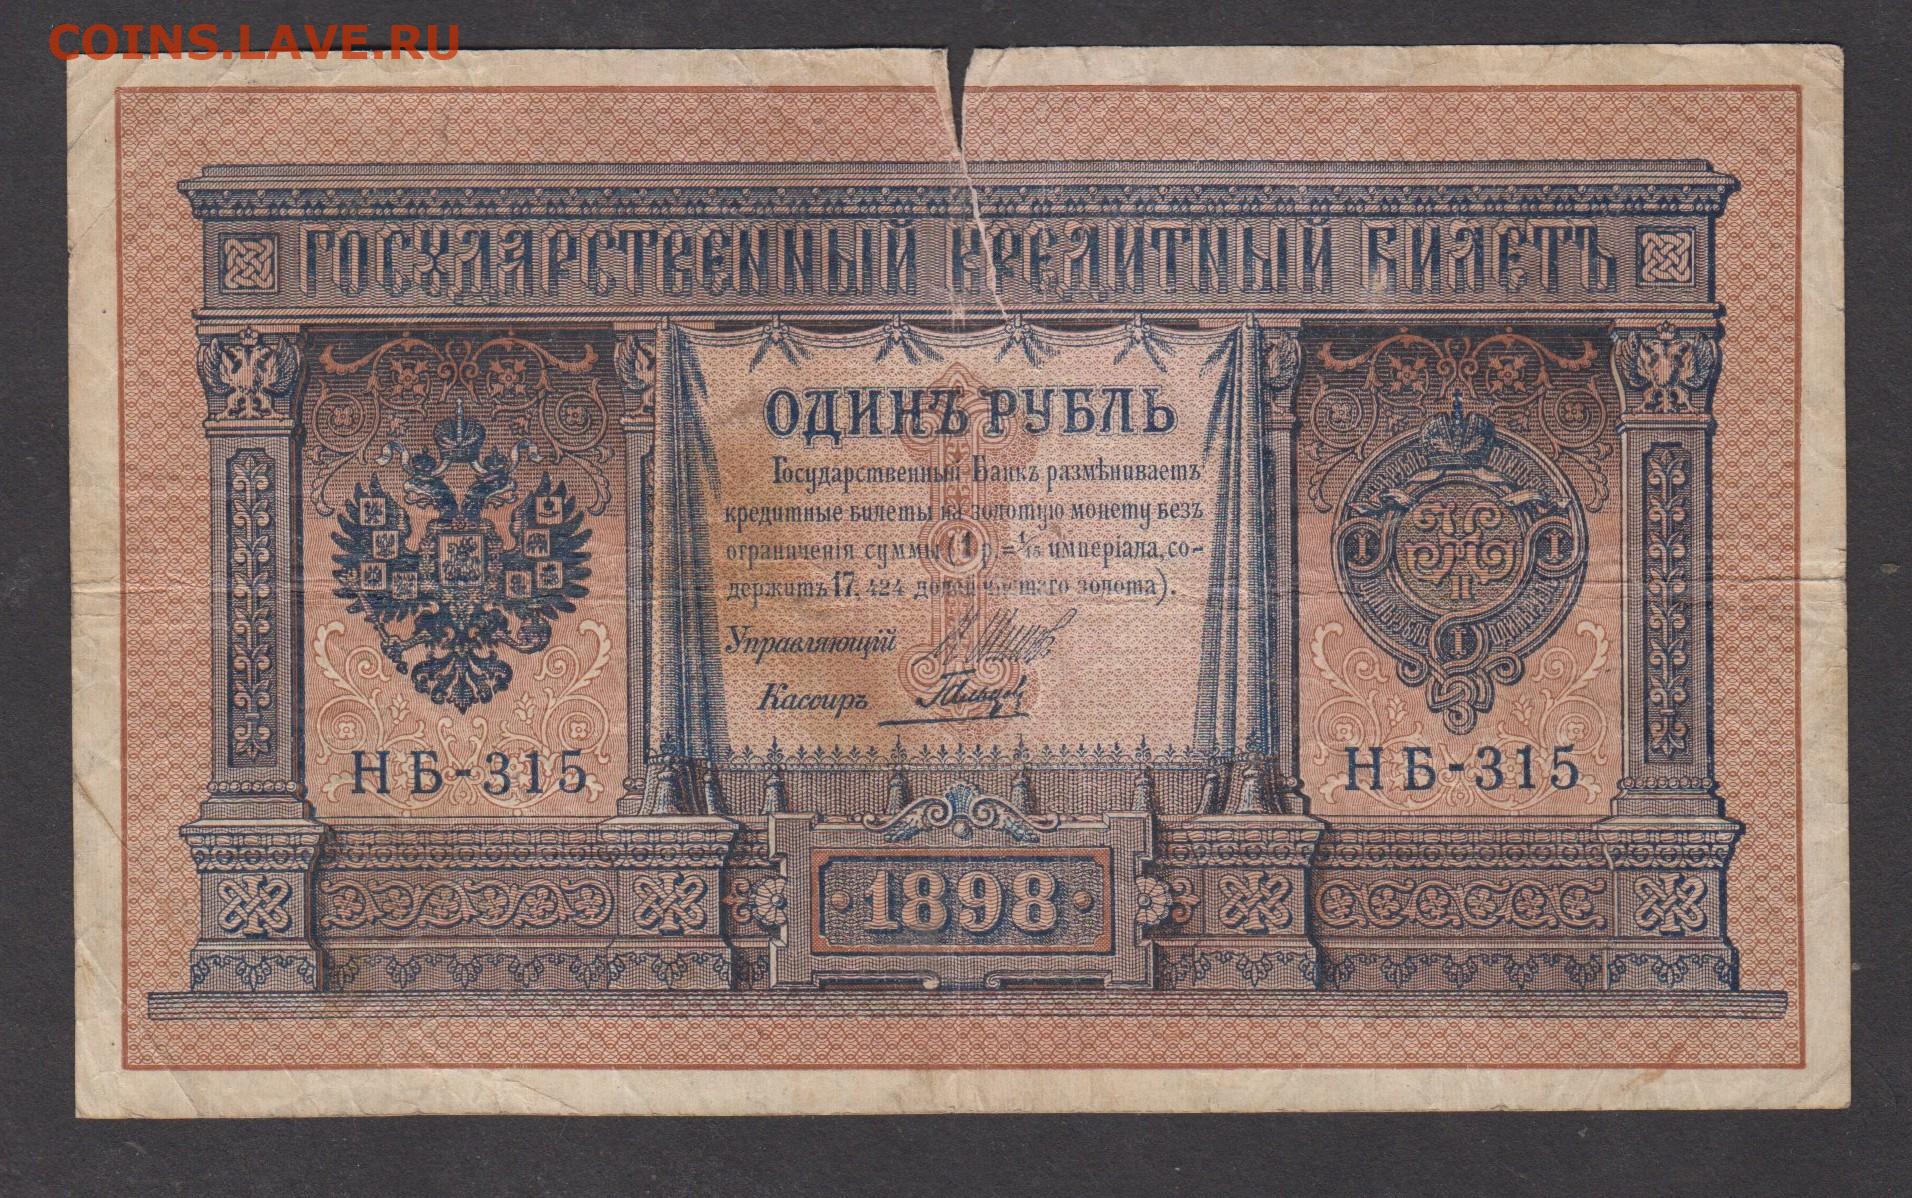 COINS.LAVE.RU
ГОСУДАРСТВЕННЫЙ КРЕДИТНЫЙ БИЛЕТЪ
ОДИНЪ РУБЛЬ
Государственный Банкъ размѣниваетъ
кредитные билеты на золотую монету безъ
ограниченія суммы (1 р.=1/15 имперіала, со-
держитъ 17,424 долей чистаго золота).
Управляющій
Кассиръ
НБ-315
НБ-315
1898